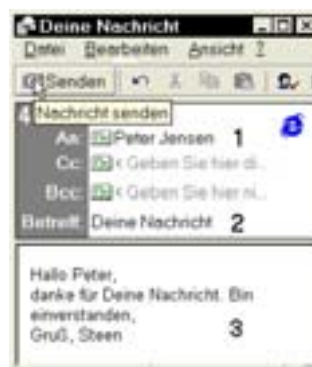 Deine Nachricht
Datei Bearbeiten Ansicht ?
Senden
4 Nachricht senden
An: Peter Jensen 1
Cc: < Geben Sie hier di..
Bcc: < Geben Sie hier ni..
Betreff: Deine Nachricht 2
Hallo Peter,
danke für Deine Nachricht. Bin
einverstanden,
Gruß, Steen 3